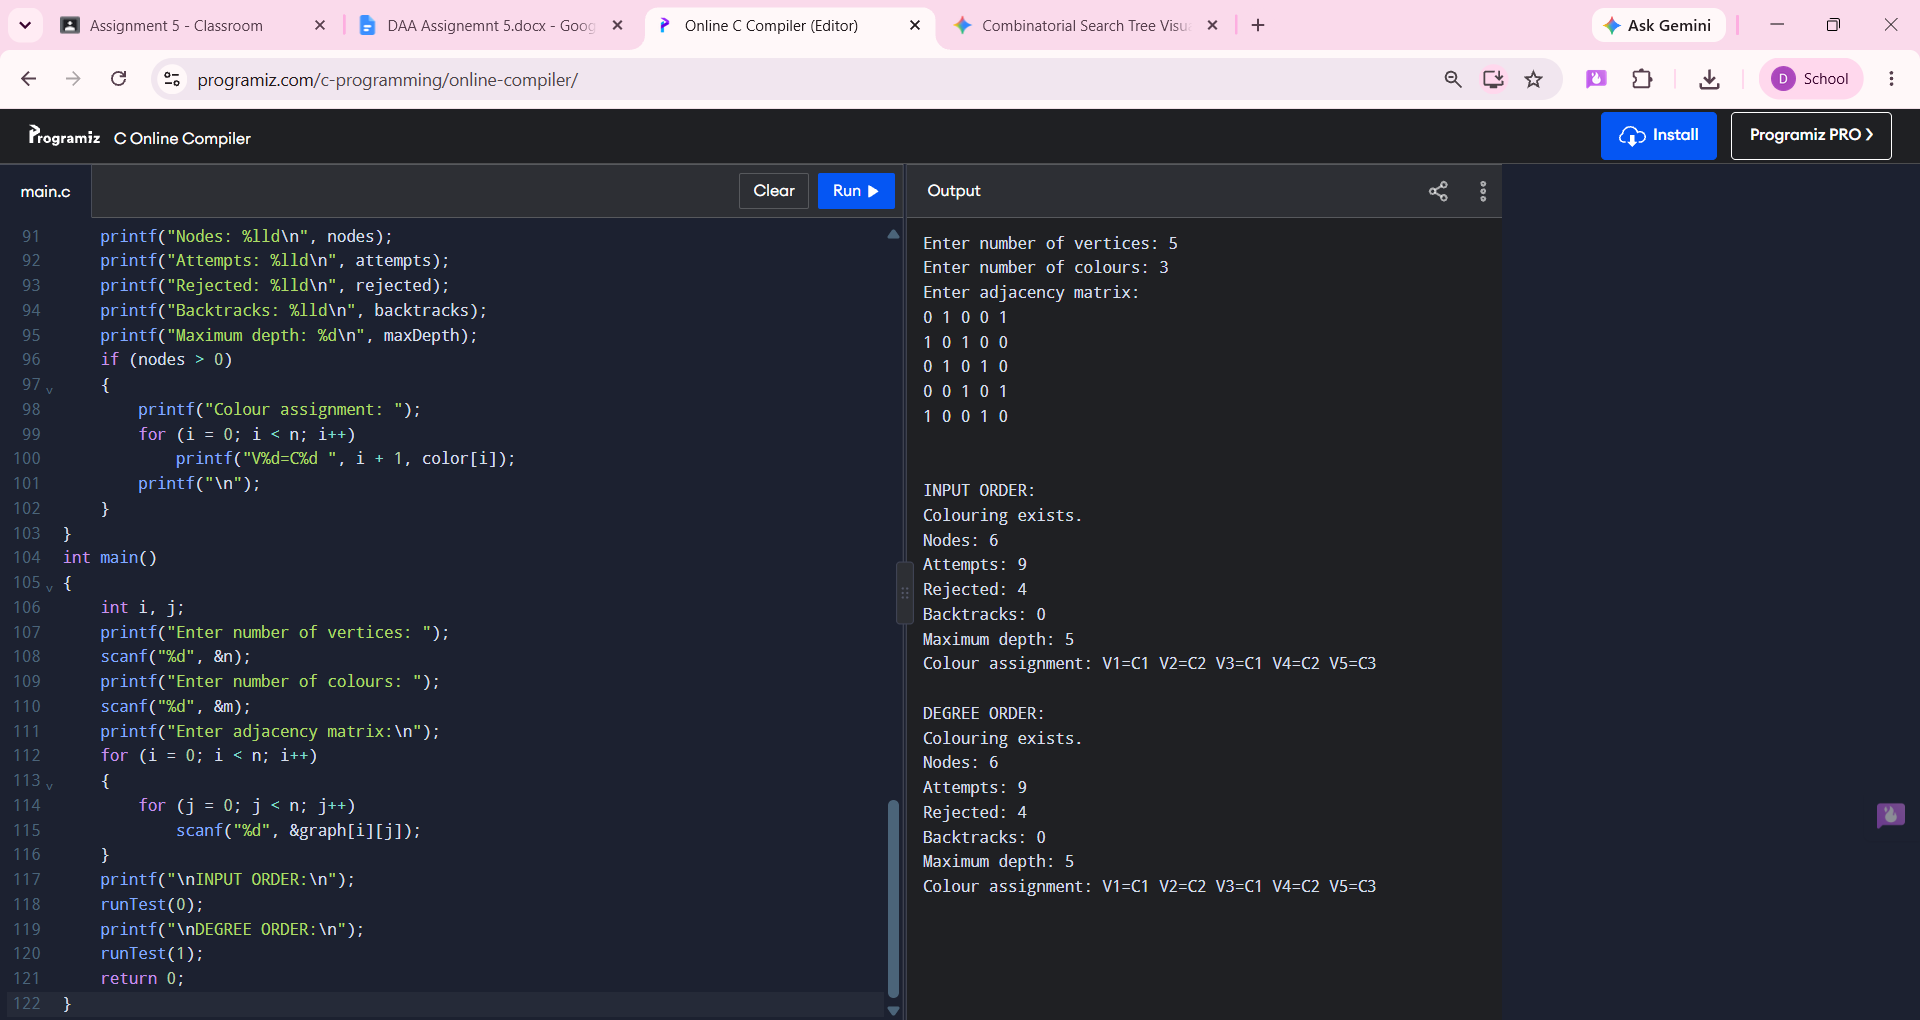 Assignment 5 - Classroom
DAA Assignemnt 5.docx - Goog
Online C Compiler (Editor)
Combinatorial Search Tree Visua
Ask Gemini
programiz.com/c-programming/online-compiler/
D School
Programiz C Online Compiler
Install
Programiz PRO
main.c
Clear
Run
91 printf("Nodes: %lld\n", nodes);
92 printf("Attempts: %lld\n", attempts);
93 printf("Rejected: %lld\n", rejected);
94 printf("Backtracks: %lld\n", backtracks);
95 printf("Maximum depth: %d\n", maxDepth);
96 if (nodes > 0)
97 {
98 printf("Colour assignment: ");
99 for (i = 0; i < n; i++)
100 printf("V%d=C%d ", i + 1, color[i]);
101 printf("\n");
102 }
103 }
104 int main()
105 {
106 int i, j;
107 printf("Enter number of vertices: ");
108 scanf("%d", &n);
109 printf("Enter number of colours: ");
110 scanf("%d", &m);
111 printf("Enter adjacency matrix:\n");
112 for (i = 0; i < n; i++)
113 {
114 for (j = 0; j < n; j++)
115 scanf("%d", &graph[i][j]);
116 }
117 printf("\nINPUT ORDER:\n");
118 runTest(0);
119 printf("\nDEGREE ORDER:\n");
120 runTest(1);
121 return 0;
122 }
Output
Enter number of vertices: 5
Enter number of colours: 3
Enter adjacency matrix:
0 1 0 0 1
1 0 1 0 0
0 1 0 1 0
0 0 1 0 1
1 0 0 1 0
INPUT ORDER:
Colouring exists.
Nodes: 6
Attempts: 9
Rejected: 4
Backtracks: 0
Maximum depth: 5
Colour assignment: V1=C1 V2=C2 V3=C1 V4=C2 V5=C3
DEGREE ORDER:
Colouring exists.
Nodes: 6
Attempts: 9
Rejected: 4
Backtracks: 0
Maximum depth: 5
Colour assignment: V1=C1 V2=C2 V3=C1 V4=C2 V5=C3